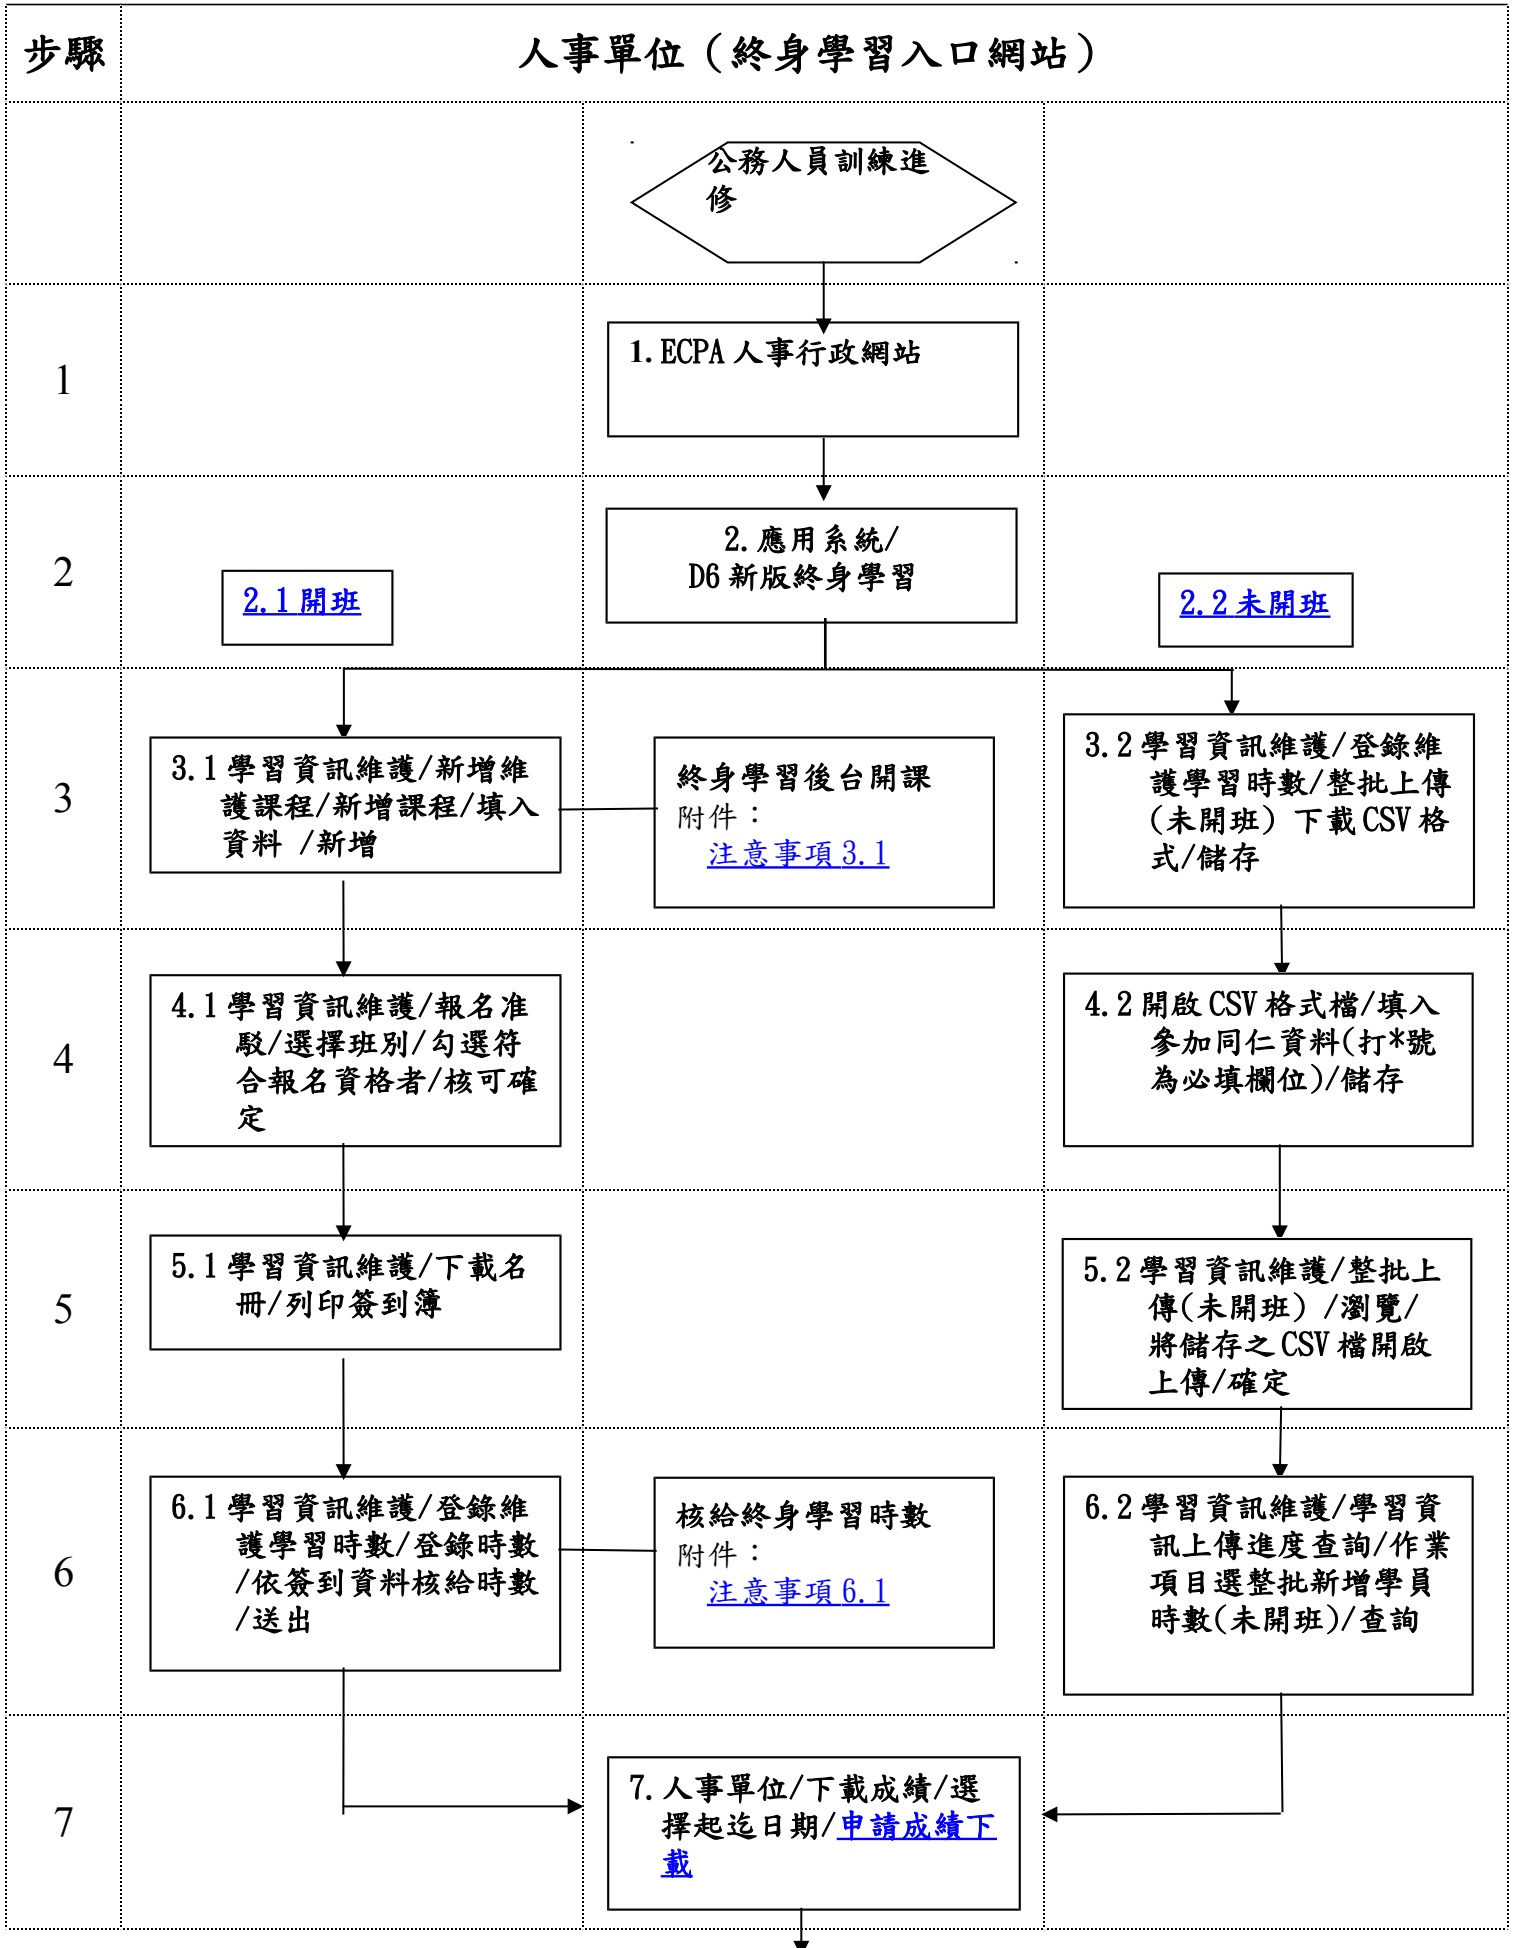 步驟
人事單位（終身學習入口網站）
公務人員訓練進
修
1
1.ECPA 人事行政網站
2
2.應用系統/
D6 新版終身學習
2.1 開班
2.2 未開班
3
3.1 學習資訊維護/新增維
護課程/新增課程/填入
資料 /新增
終身學習後台開課
附件：
注意事項 3.1
3.2 學習資訊維護/登錄維
護學習時數/整批上傳
(未開班) 下載 CSV 格
式/儲存
4
4.1 學習資訊維護/報名准
駁/選擇班別/勾選符
合報名資格者/核可確
定
4.2 開啟 CSV 格式檔/填入
參加同仁資料(打*號
為必填欄位)/儲存
5
5.1 學習資訊維護/下載名
冊/列印簽到簿
5.2 學習資訊維護/整批上
傳(未開班) /瀏覽/
將儲存之 CSV 檔開啟
上傳/確定
6
6.1 學習資訊維護/登錄維
護學習時數/登錄時數
/依簽到資料核給時數
/送出
核給終身學習時數
附件：
注意事項 6.1
6.2 學習資訊維護/學習資
訊上傳進度查詢/作業
項目選整批新增學員
時數(未開班)/查詢
7
7.人事單位/下載成績/選
擇起迄日期/申請成績下
載